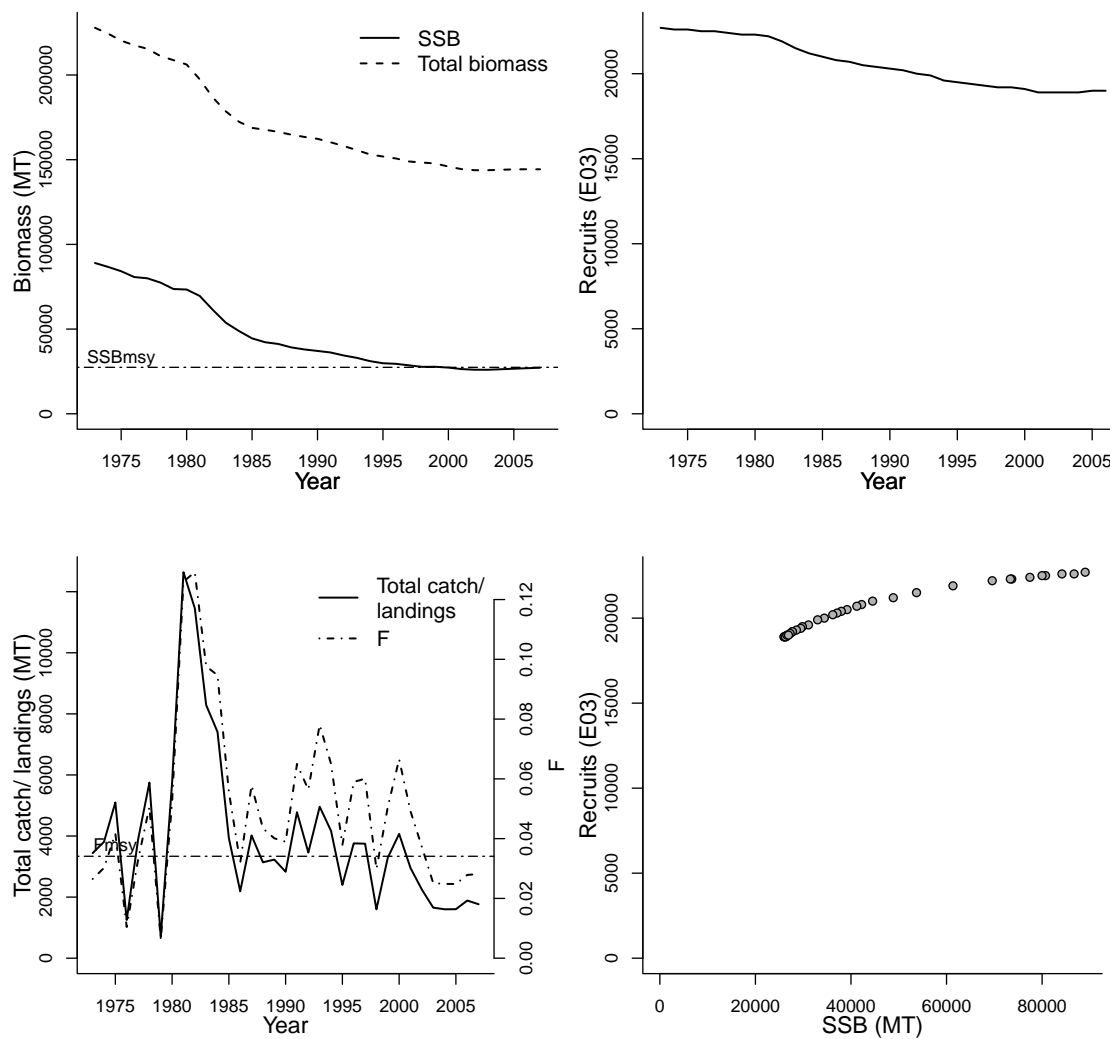 SSB
Total biomass
Biomass (MT)
0
50000
100000
150000
200000
SSBmsy
1975 1980 1985 1990 1995 2000 2005
Year
Recruits (E03)
0
5000
10000
15000
20000
1975 1980 1985 1990 1995 2000 2005
Year
Total catch/
landings
F
Total catch/ landings (MT)
0
2000
4000
6000
8000
10000
Fmsy
0.00
0.02
0.04
0.06
0.08
0.10
0.12
F
1975 1980 1985 1990 1995 2000 2005
Year
Recruits (E03)
0
5000
10000
15000
20000
0 20000 40000 60000 80000
SSB (MT)